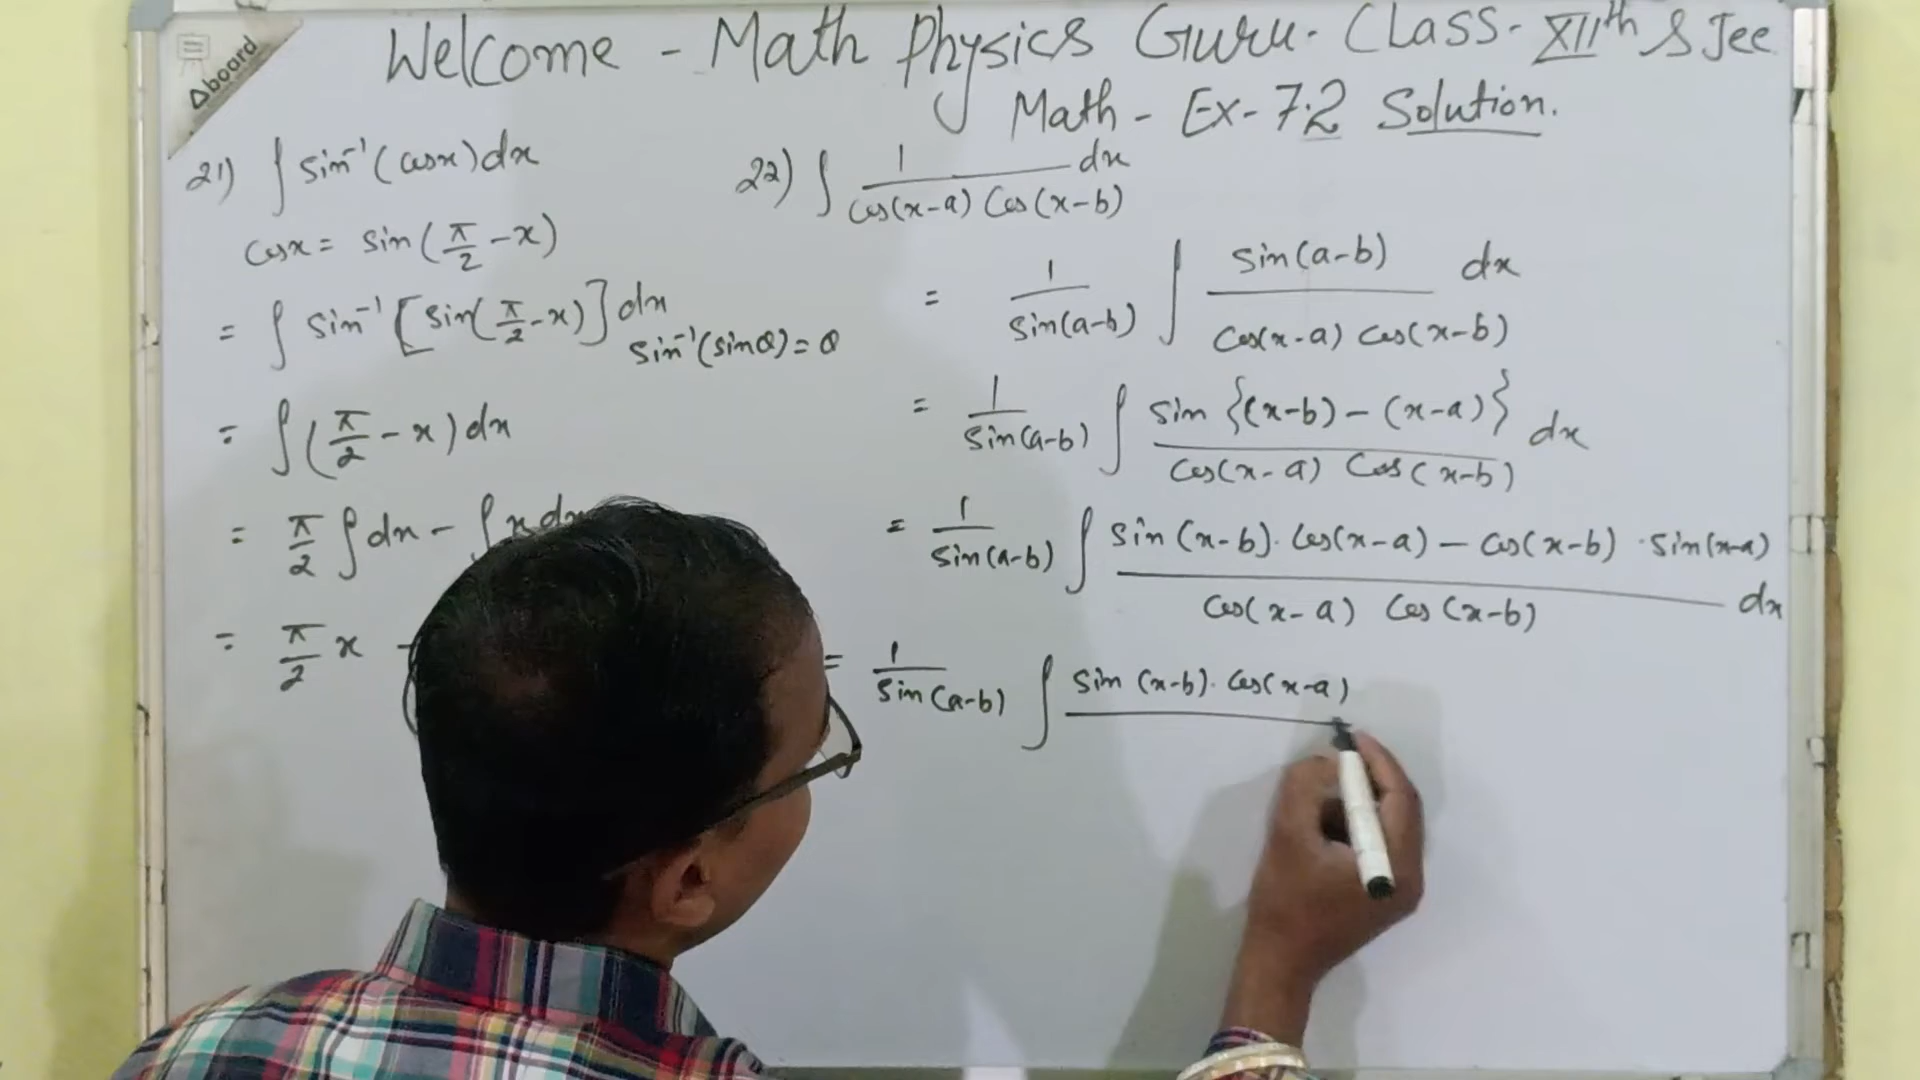 board
Welcome - Math Physics Guru. Class - XIIth & Jee
Math - Ex - 7.2 Solution.
21) ∫ sin⁻¹(cosx)dx
cosx = sin(π/2 - x)
= ∫ sin⁻¹[sin(π/2 - x)]dx
sin⁻¹(sinθ) = θ
= ∫(π/2 - x)dx
= π/2 ∫dx - ∫x dx
= π/2 x -
22) ∫ 1/(cos(x-a) cos(x-b)) dx
= 1/sin(a-b) ∫ sin(a-b)/(cos(x-a) cos(x-b)) dx
= 1/sin(a-b) ∫ sin{(x-b) - (x-a)}/(cos(x-a) cos(x-b)) dx
= 1/sin(a-b) ∫ (sin(x-b)·cos(x-a) - cos(x-b)·sin(x-a))/(cos(x-a) cos(x-b)) dx
= 1/sin(a-b) ∫ sin(x-b)·cos(x-a)